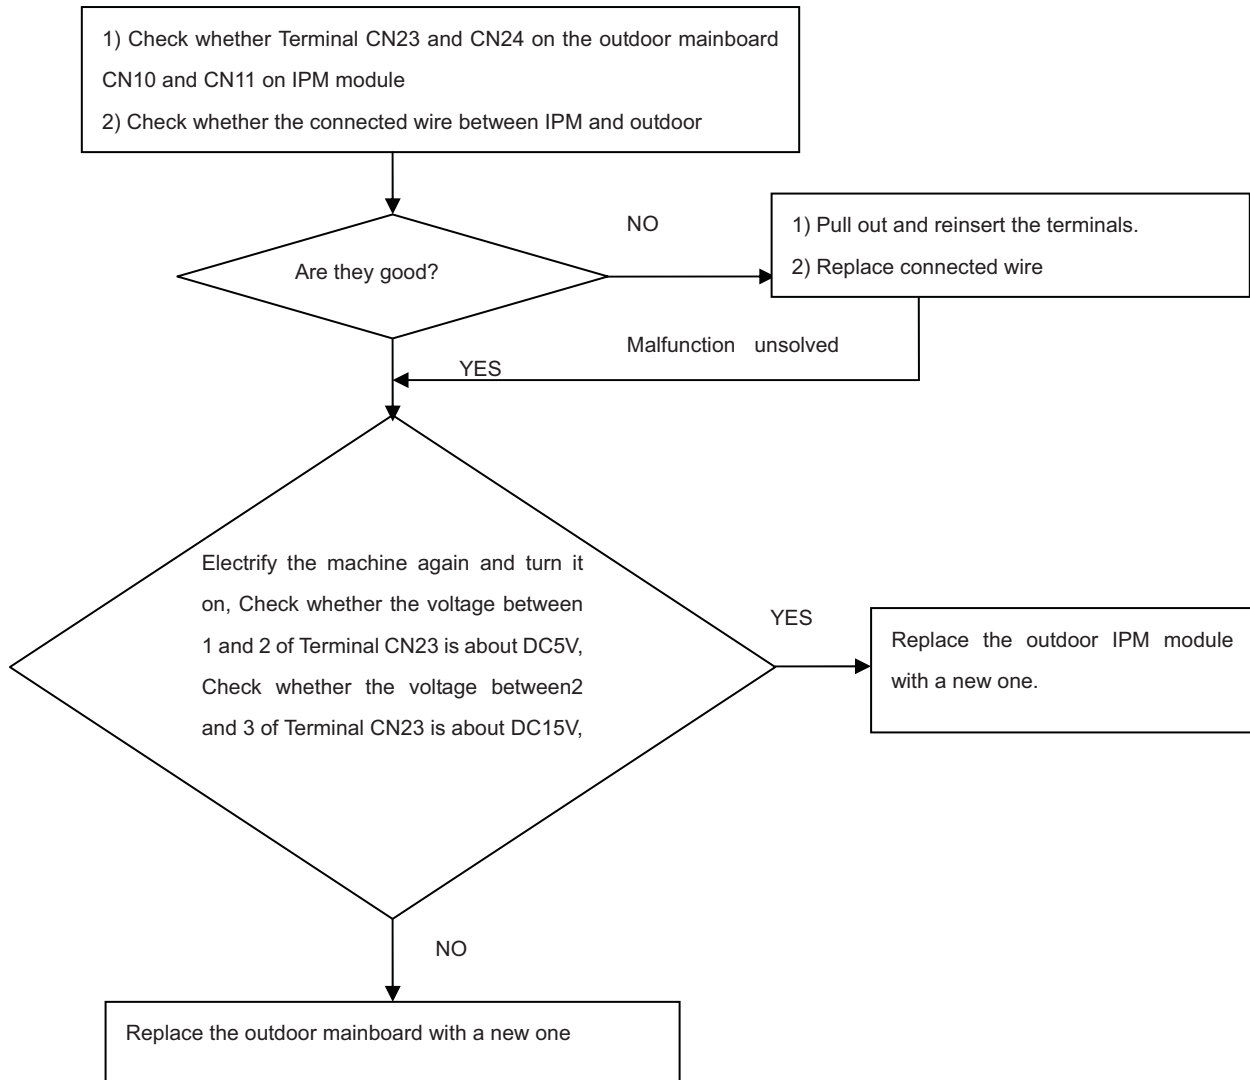 1) Check whether Terminal CN23 and CN24 on the outdoor mainboard
CN10 and CN11 on IPM module
2) Check whether the connected wire between IPM and outdoor
NO
1) Pull out and reinsert the terminals.
2) Replace connected wire
Are they good?
Malfunction unsolved
YES
Electrify the machine again and turn it
on, Check whether the voltage between
1 and 2 of Terminal CN23 is about DC5V,
Check whether the voltage between2
and 3 of Terminal CN23 is about DC15V,
YES
Replace the outdoor IPM module
with a new one.
NO
Replace the outdoor mainboard with a new one